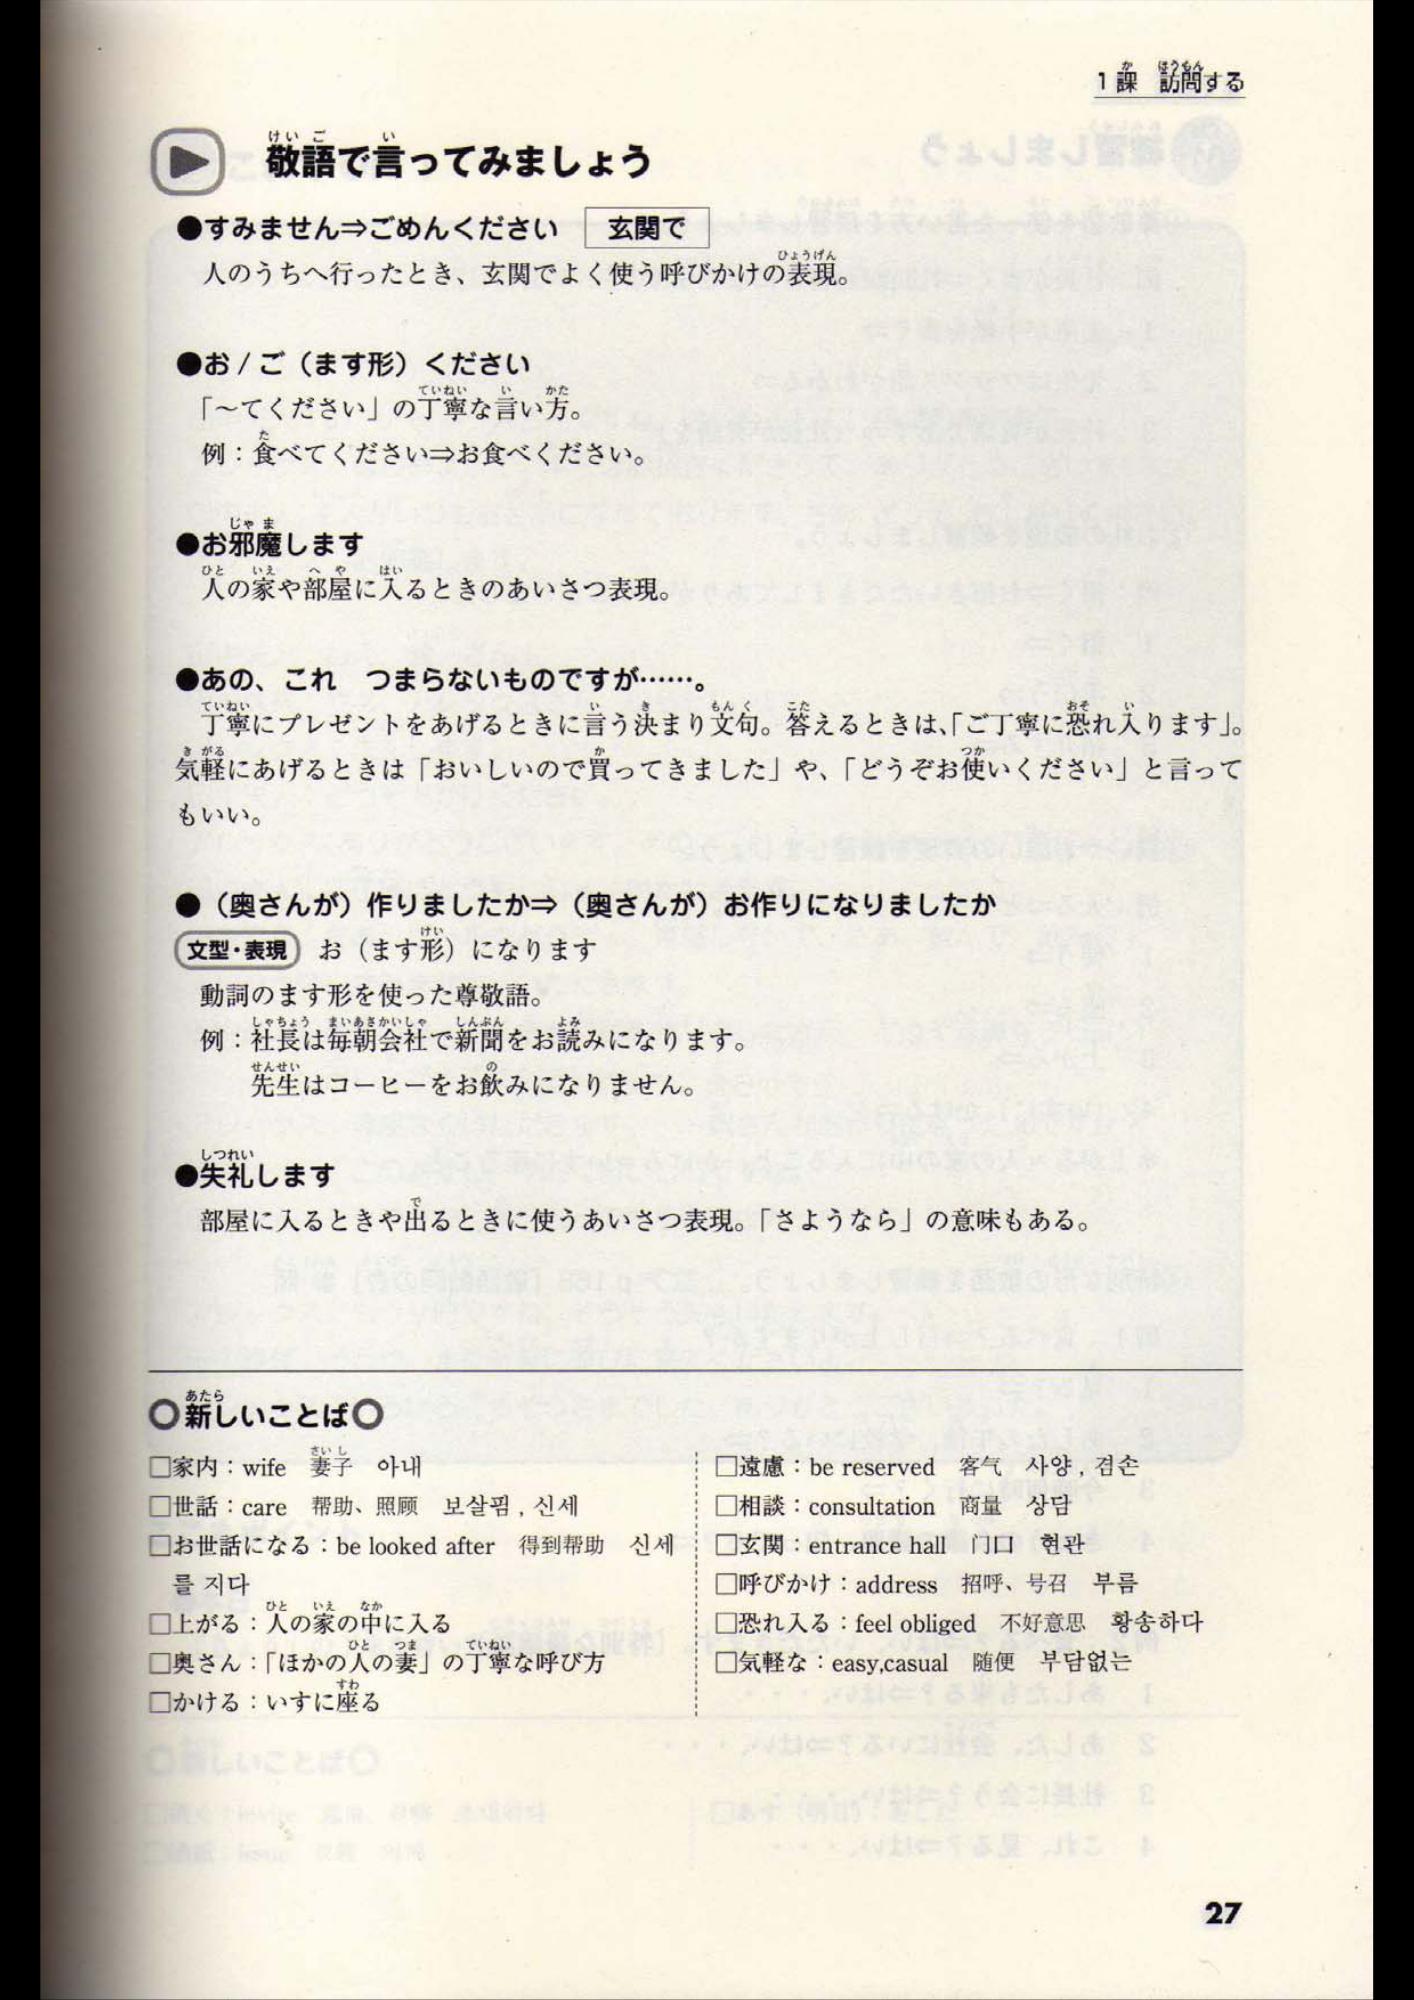 1課　訪問する
敬語で言ってみましょう
●すみません⇒ごめんください　玄関で
人のうちへ行ったとき、玄関でよく使う呼びかけの表現。
●お / ご（ます形）ください
「～てください」の丁寧な言い方。
例：食べてください⇒お食べください。
●お邪魔します
人の家や部屋に入るときのあいさつ表現。
●あの、これ　つまらないものですが……。
丁寧にプレゼントをあげるときに言う決まり文句。答えるときは、「ご丁寧に恐れ入ります」。
気軽にあげるときは「おいしいので買ってきました」や、「どうぞお使いください」と言って
もいい。
●（奥さんが）作りましたか⇒（奥さんが）お作りになりましたか
文型・表現　お（ます形）になります
動詞のます形を使った尊敬語。
例：社長は毎朝会社で新聞をお読みになります。
先生はコーヒーをお飲みになりません。
●失礼します
部屋に入るときや出るときに使うあいさつ表現。「さようなら」の意味もある。
○新しいことば○
□家内：wife　妻子　아내
□世話：care　帮助、照顾　보살핌 , 신세
□お世話になる：be looked after　得到帮助　신세
를 지다
□上がる：人の家の中に入る
□奥さん：「ほかの人の妻」の丁寧な呼び方
□かける：いすに座る
□遠慮：be reserved　客气　사양 , 겸손
□相談：consultation　商量　상담
□玄関：entrance hall　门口　현관
□呼びかけ：address　招呼、号召　부름
□恐れ入る：feel obliged　不好意思　황송하다
□気軽な：easy,casual　随便　부담없는
27